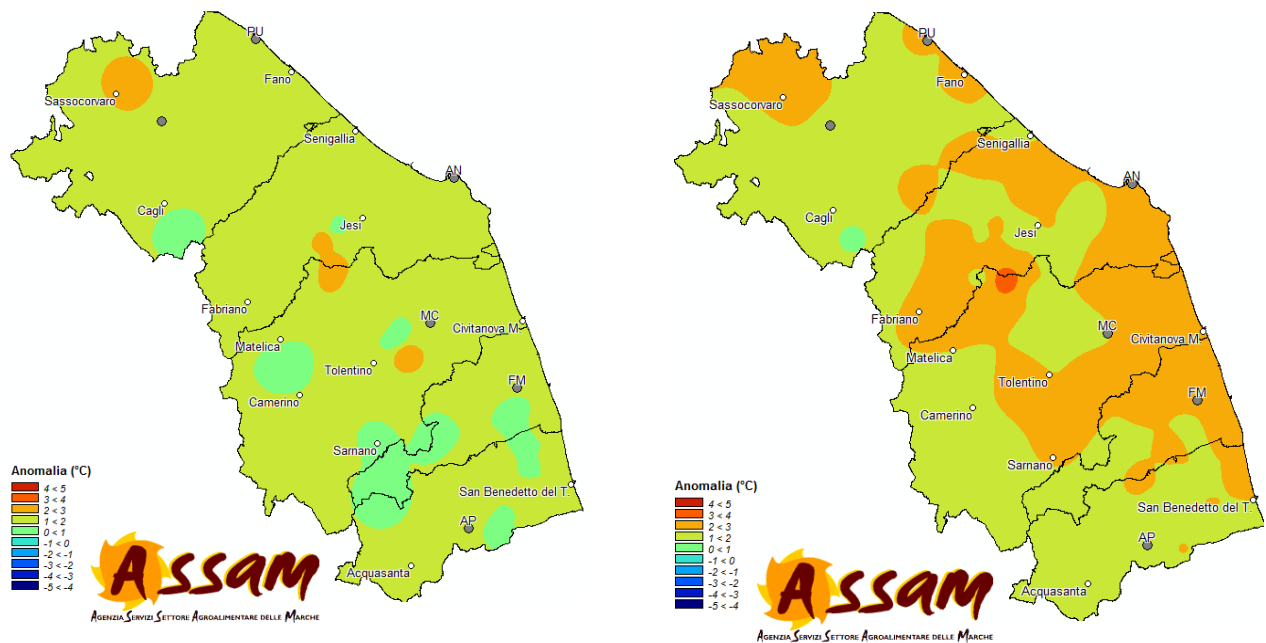 PU
Fano
Sassocorvaro
Senigallia
AN
Cagli
Jesi
Fabriano
MC
Civitanova M.
Matelica
Tolentino
FM
Camerino
Sarnano
San Benedetto del T.
AP
Acquasanta
Anomalia (°C)
4 < 5
3 < 4
2 < 3
1 < 2
0 < 1
-1 < 0
-2 < -1
-3 < -2
-4 < -3
-5 < -4
Assam
Agenzia Servizi Settore Agroalimentare delle Marche
PU
Fano
Sassocorvaro
Senigallia
AN
Cagli
Jesi
Fabriano
MC
Civitanova M.
Matelica
Tolentino
FM
Camerino
Sarnano
San Benedetto del T.
AP
Acquasanta
Anomalia (°C)
4 < 5
3 < 4
2 < 3
1 < 2
0 < 1
-1 < 0
-2 < -1
-3 < -2
-4 < -3
-5 < -4
Assam
Agenzia Servizi Settore Agroalimentare delle Marche